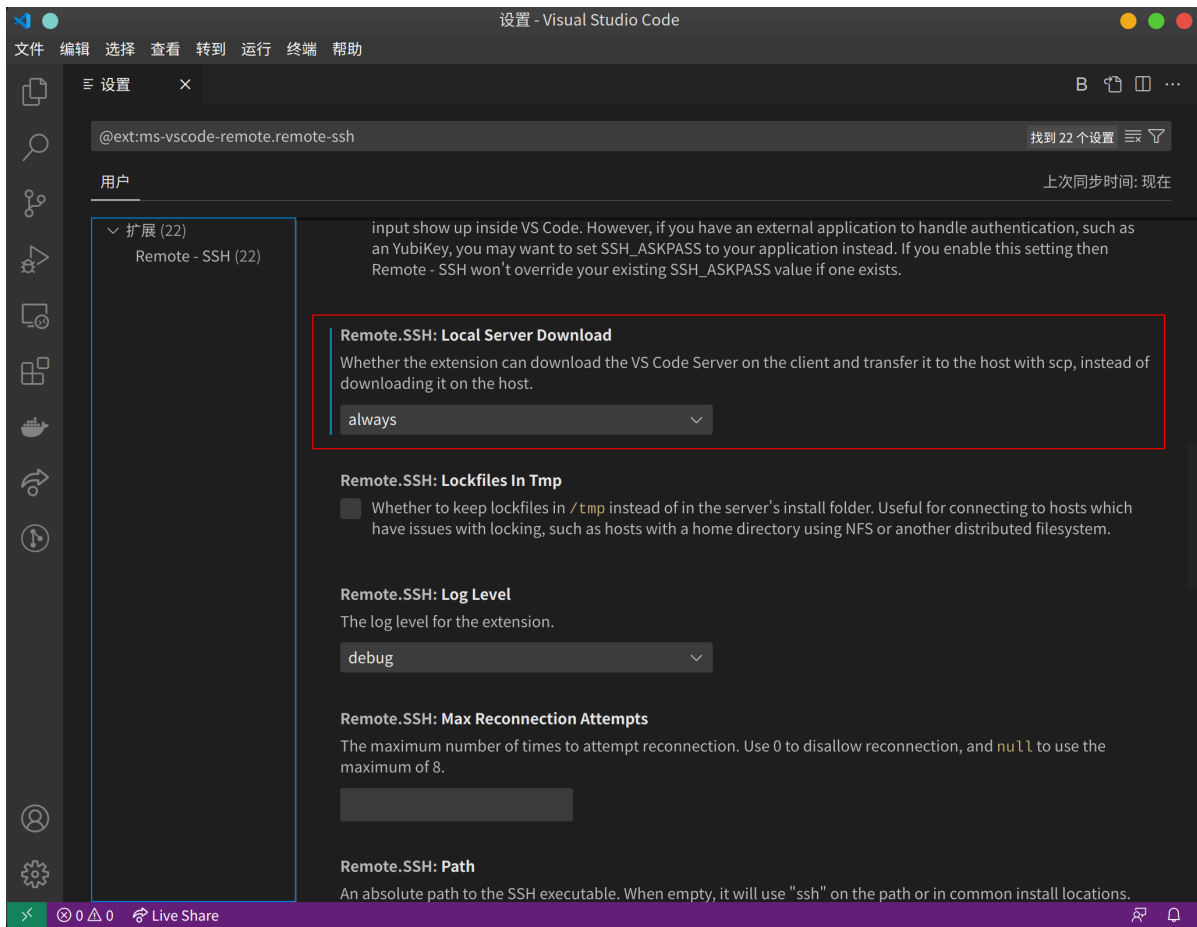 设置 - Visual Studio Code
文件 编辑 选择 查看 转到 运行 终端 帮助
设置
B
@ext:ms-vscode-remote.remote-ssh
找到 22 个设置
用户
上次同步时间: 现在
扩展 (22)
Remote - SSH (22)
input show up inside VS Code. However, if you have an external application to handle authentication, such as
an YubiKey, you may want to set SSH_ASKPASS to your application instead. If you enable this setting then
Remote - SSH won't override your existing SSH_ASKPASS value if one exists.
Remote.SSH: Local Server Download
Whether the extension can download the VS Code Server on the client and transfer it to the host with scp, instead of
downloading it on the host.
always
Remote.SSH: Lockfiles In Tmp
Whether to keep lockfiles in /tmp instead of in the server's install folder. Useful for connecting to hosts which
have issues with locking, such as hosts with a home directory using NFS or another distributed filesystem.
Remote.SSH: Log Level
The log level for the extension.
debug
Remote.SSH: Max Reconnection Attempts
The maximum number of times to attempt reconnection. Use 0 to disallow reconnection, and null to use the
maximum of 8.
Remote.SSH: Path
An absolute path to the SSH executable. When empty, it will use "ssh" on the path or in common install locations.
0 0 Live Share